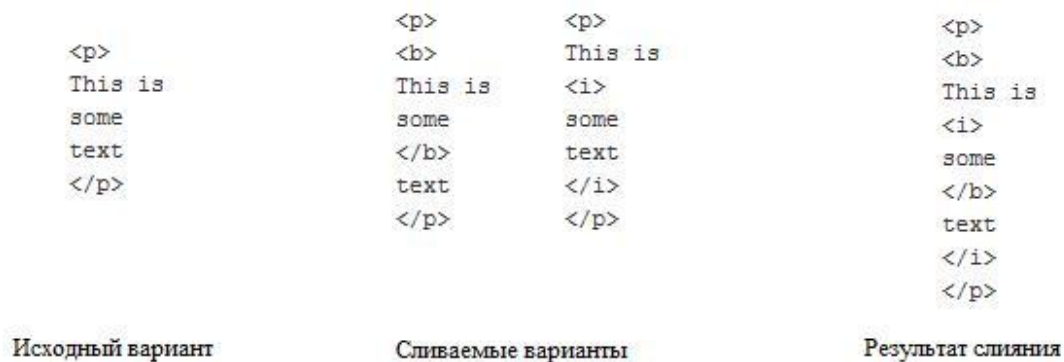 <p>
This is
some
text
</p>
Исходный вариант
<p>
<b>
This is
some
</b>
text
</p>
<p>
This is
<i>
some
text
</i>
</p>
Сливаемые варианты
<p>
<b>
This is
<i>
some
</b>
text
</i>
</p>
Результат слияния